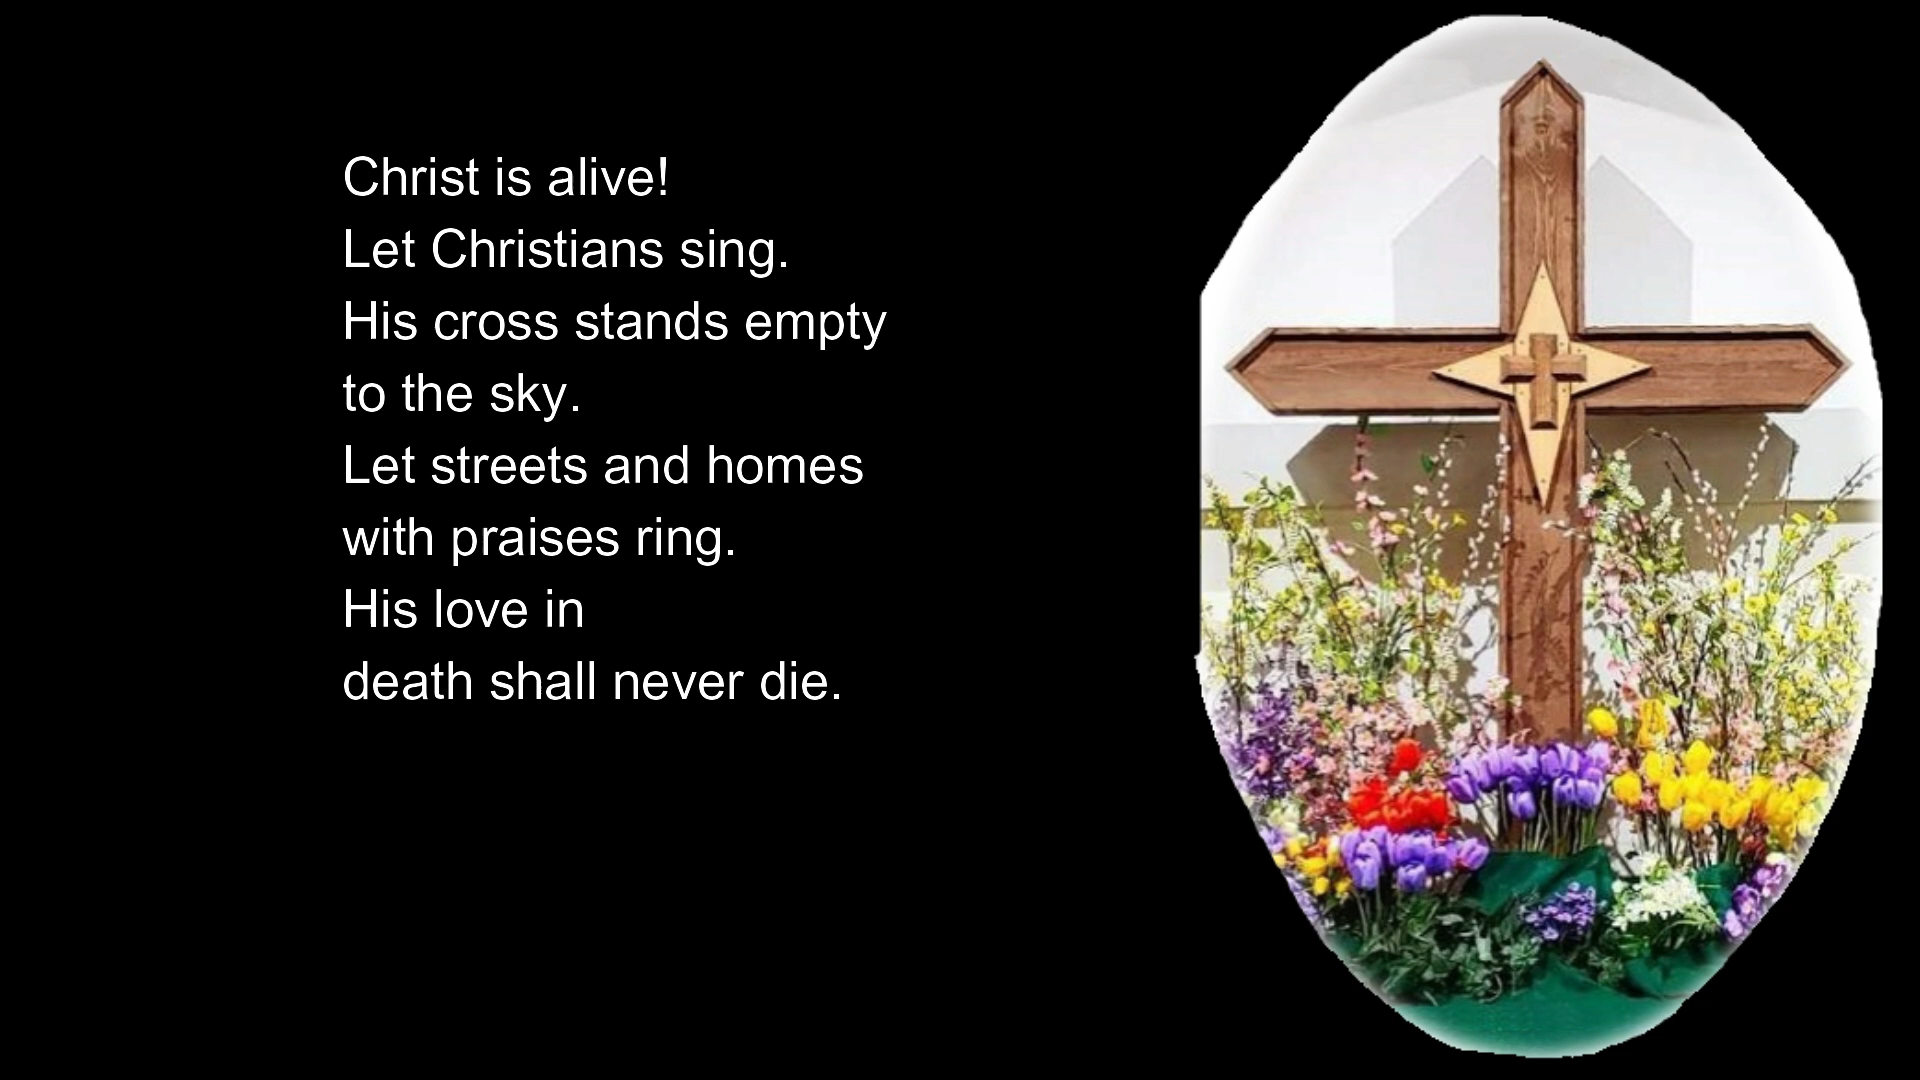 Christ is alive!
Let Christians sing.
His cross stands empty
to the sky.
Let streets and homes
with praises ring.
His love in
death shall never die.